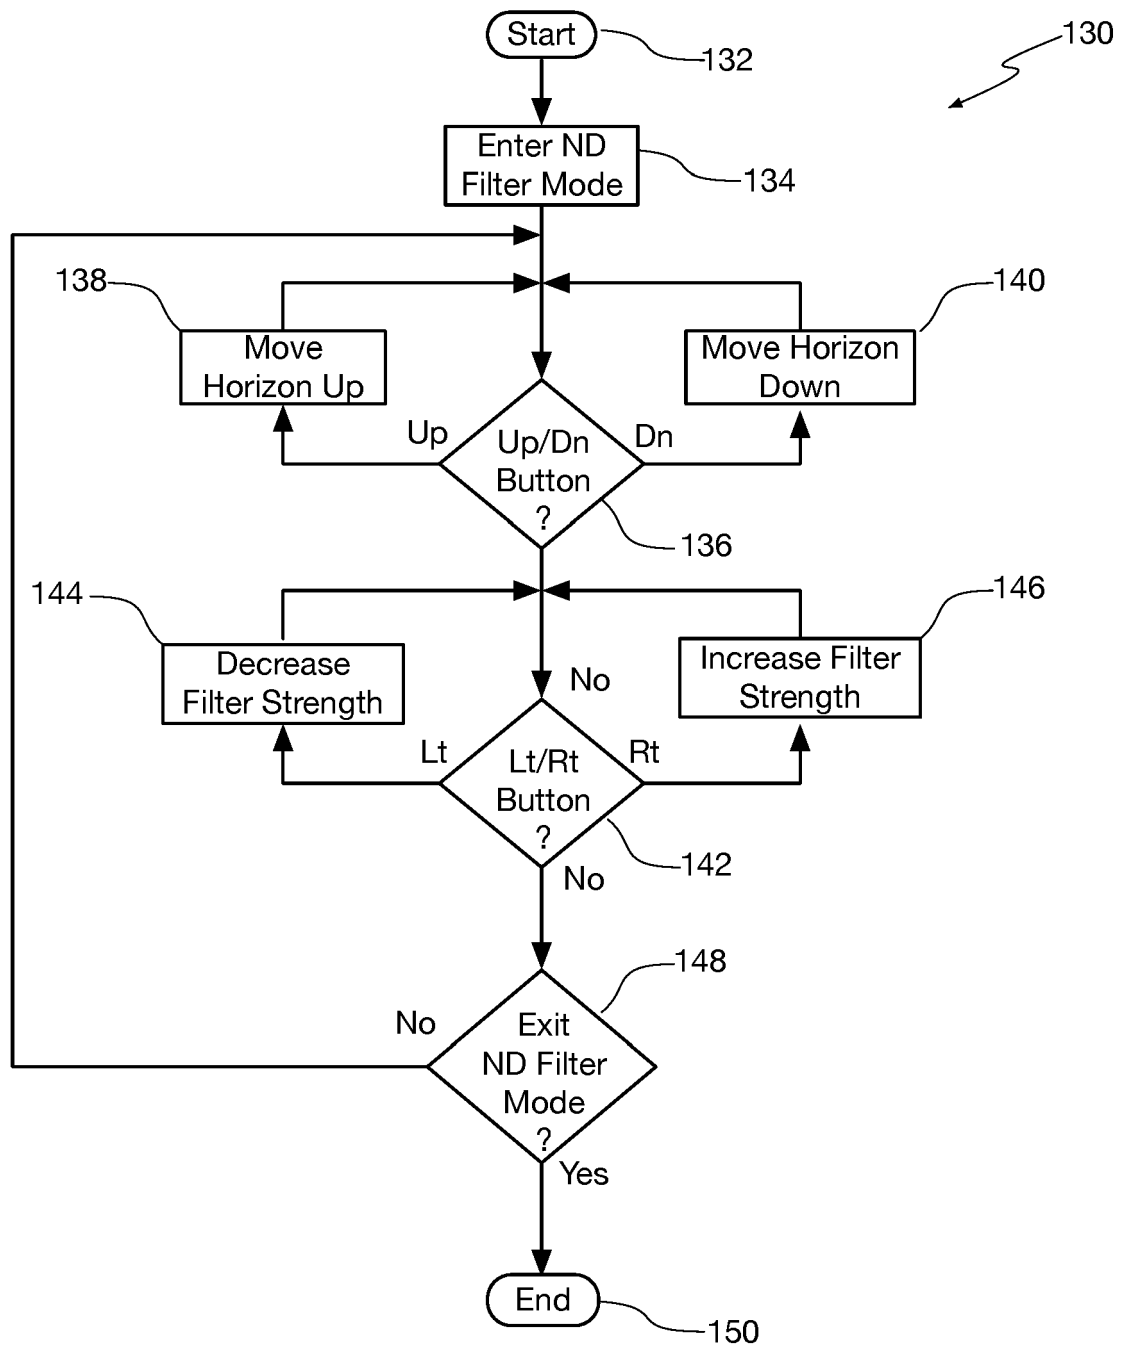 Start
132
130
Enter ND
Filter Mode
134
138
140
Move
Horizon Up
Move Horizon
Down
Up
Up/Dn
Button
?
Dn
136
144
146
Decrease
Filter Strength
Increase Filter
Strength
No
Lt
Lt/Rt
Button
?
Rt
142
No
148
No
Exit
ND Filter
Mode
?
Yes
End
150